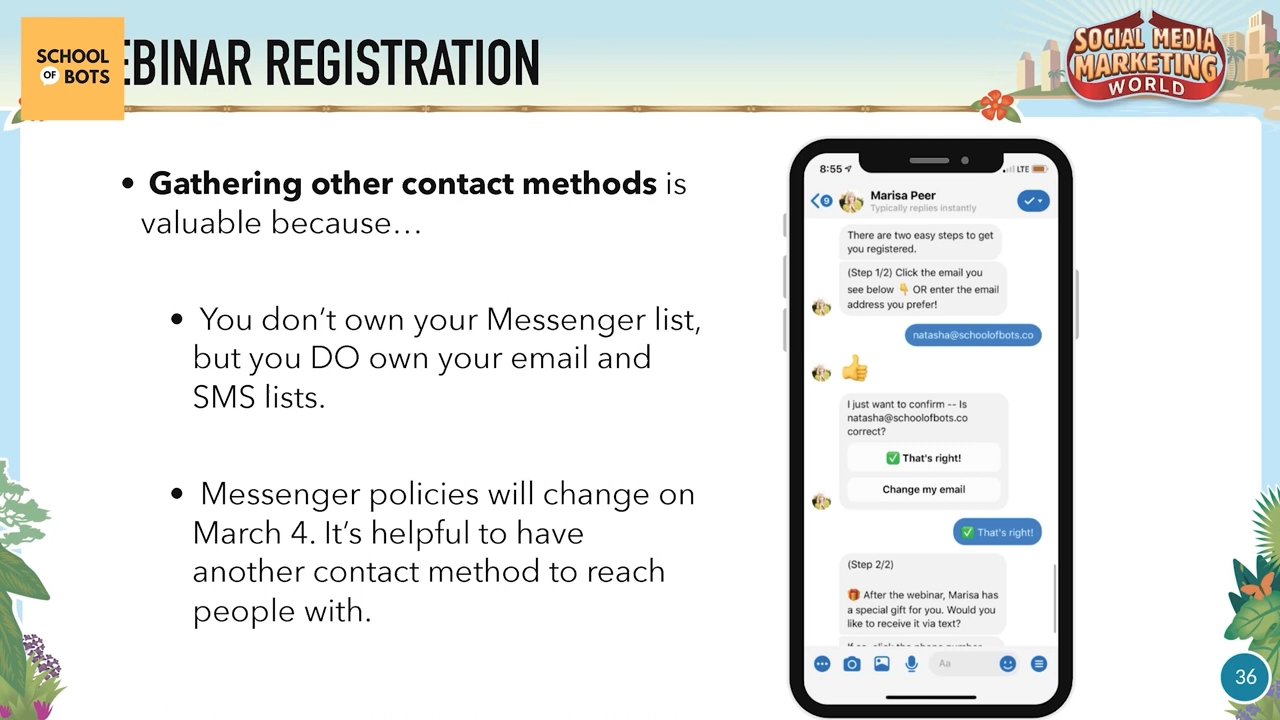 SCHOOL
OF BOTS
EBINAR REGISTRATION
SOCIAL MEDIA
MARKETING
WORLD
• Gathering other contact methods is
valuable because…
• You don’t own your Messenger list,
but you DO own your email and
SMS lists.
• Messenger policies will change on
March 4. It’s helpful to have
another contact method to reach
people with.
8:55
LTE
9
Marisa Peer
Typically replies instantly
There are two easy steps to get
you registered.
(Step 1/2) Click the email you
see below 👇 OR enter the email
address you prefer!
natasha@schoolofbots.co
👍
I just want to confirm -- Is
natasha@schoolofbots.co
correct?
✅ That's right!
Change my email
✅ That's right!
(Step 2/2)
🎁 After the webinar, Marisa has
a special gift for you. Would you
like to receive it via text?
Aa
36